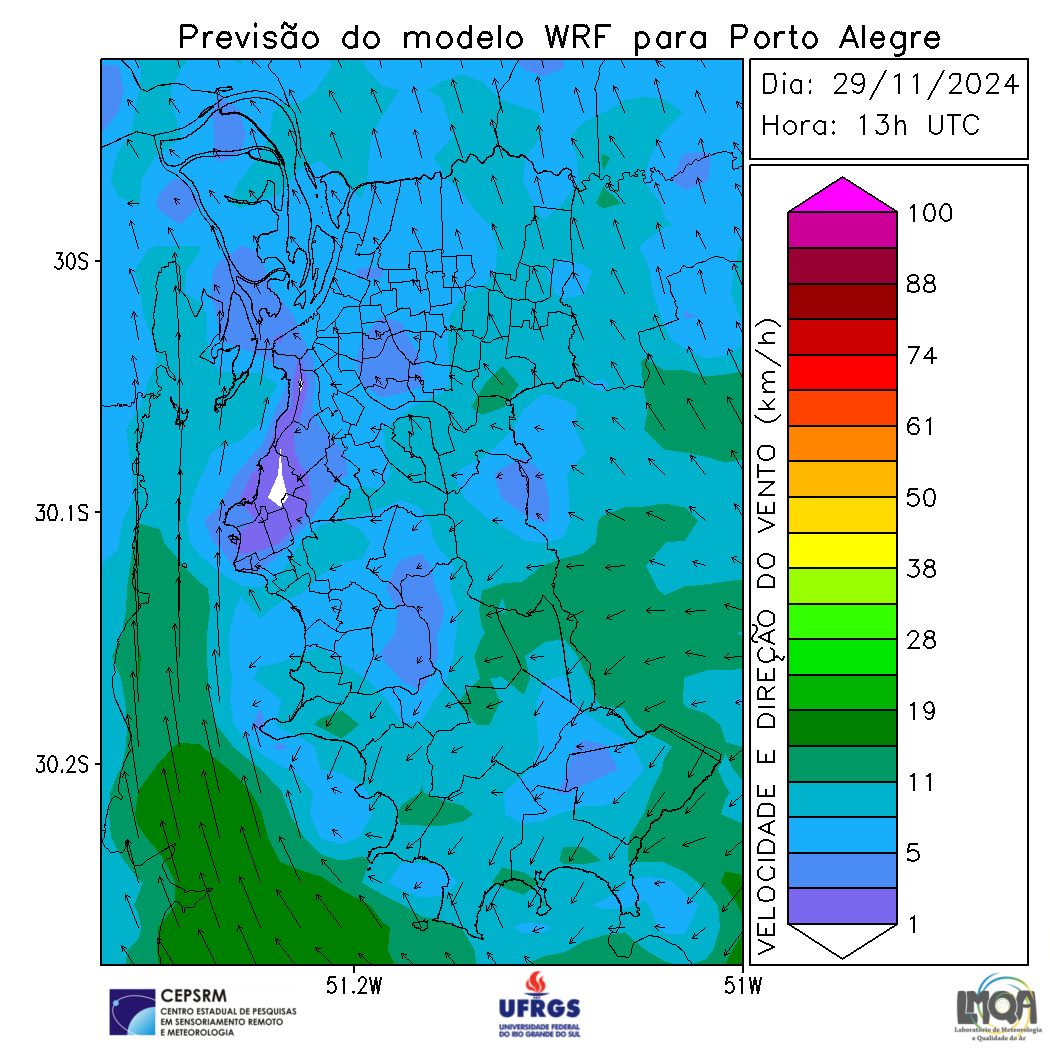 Previsão do modelo WRF para Porto Alegre
Dia: 29/11/2024
Hora: 13h UTC
30S
30.1S
30.2S
51.2W
51W
VELOCIDADE E DIREÇÃO DO VENTO (km/h)
100
88
74
61
50
38
28
19
11
5
1
CEPSRM
CENTRO ESTADUAL DE PESQUISAS
EM SENSORIAMENTO REMOTO
E METEOROLOGIA
UFRGS
UNIVERSIDADE FEDERAL
DO RIO GRANDE DO SUL
LMQA
Laboratório de Meteorologia
e Qualidade do Ar